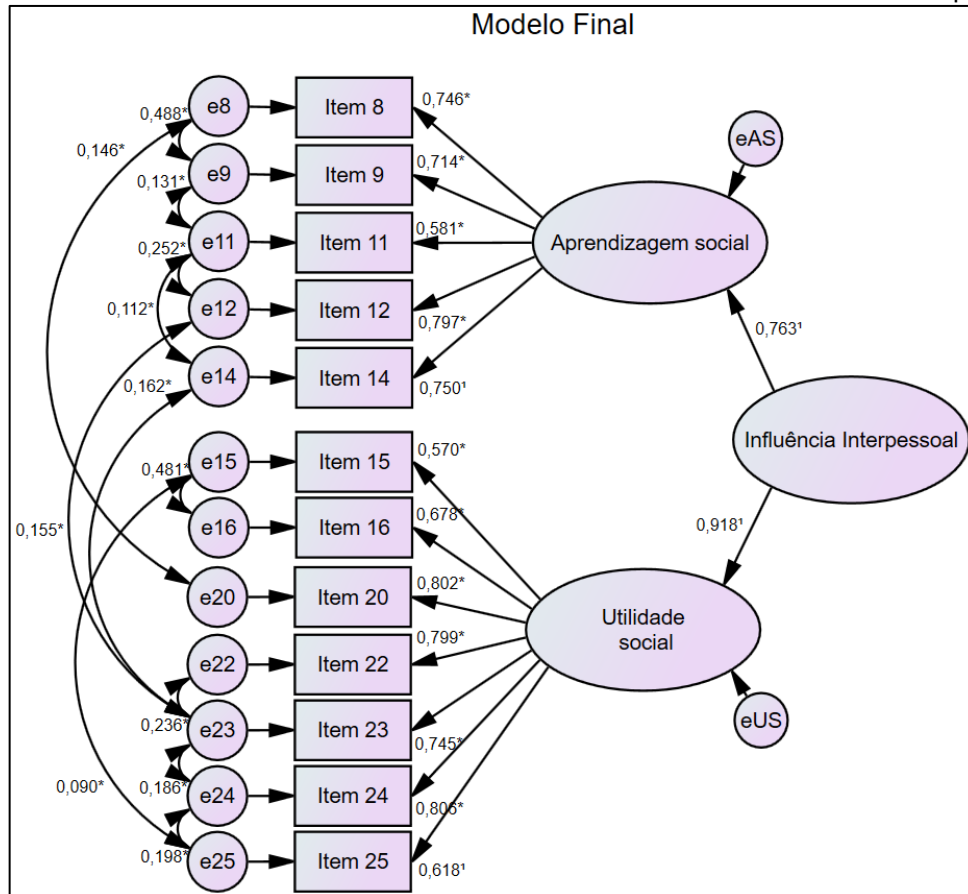 Modelo Final
e8
Item 8
0,746*
0,488*
0,146*
eAS
e9
Item 9
0,714*
0,131*
e11
Item 11
0,581*
Aprendizagem social
0,252*
e12
Item 12
0,797*
0,112*
0,763¹
e14
Item 14
0,750¹
0,162*
Influência Interpessoal
e15
Item 15
0,570*
0,481*
e16
Item 16
0,678*
0,155*
0,918¹
e20
Item 20
0,802*
Utilidade
social
e22
Item 22
0,799*
e23
Item 23
0,745*
0,236*
eUS
0,090*
0,186*
e24
Item 24
0,806*
0,198*
e25
Item 25
0,618¹